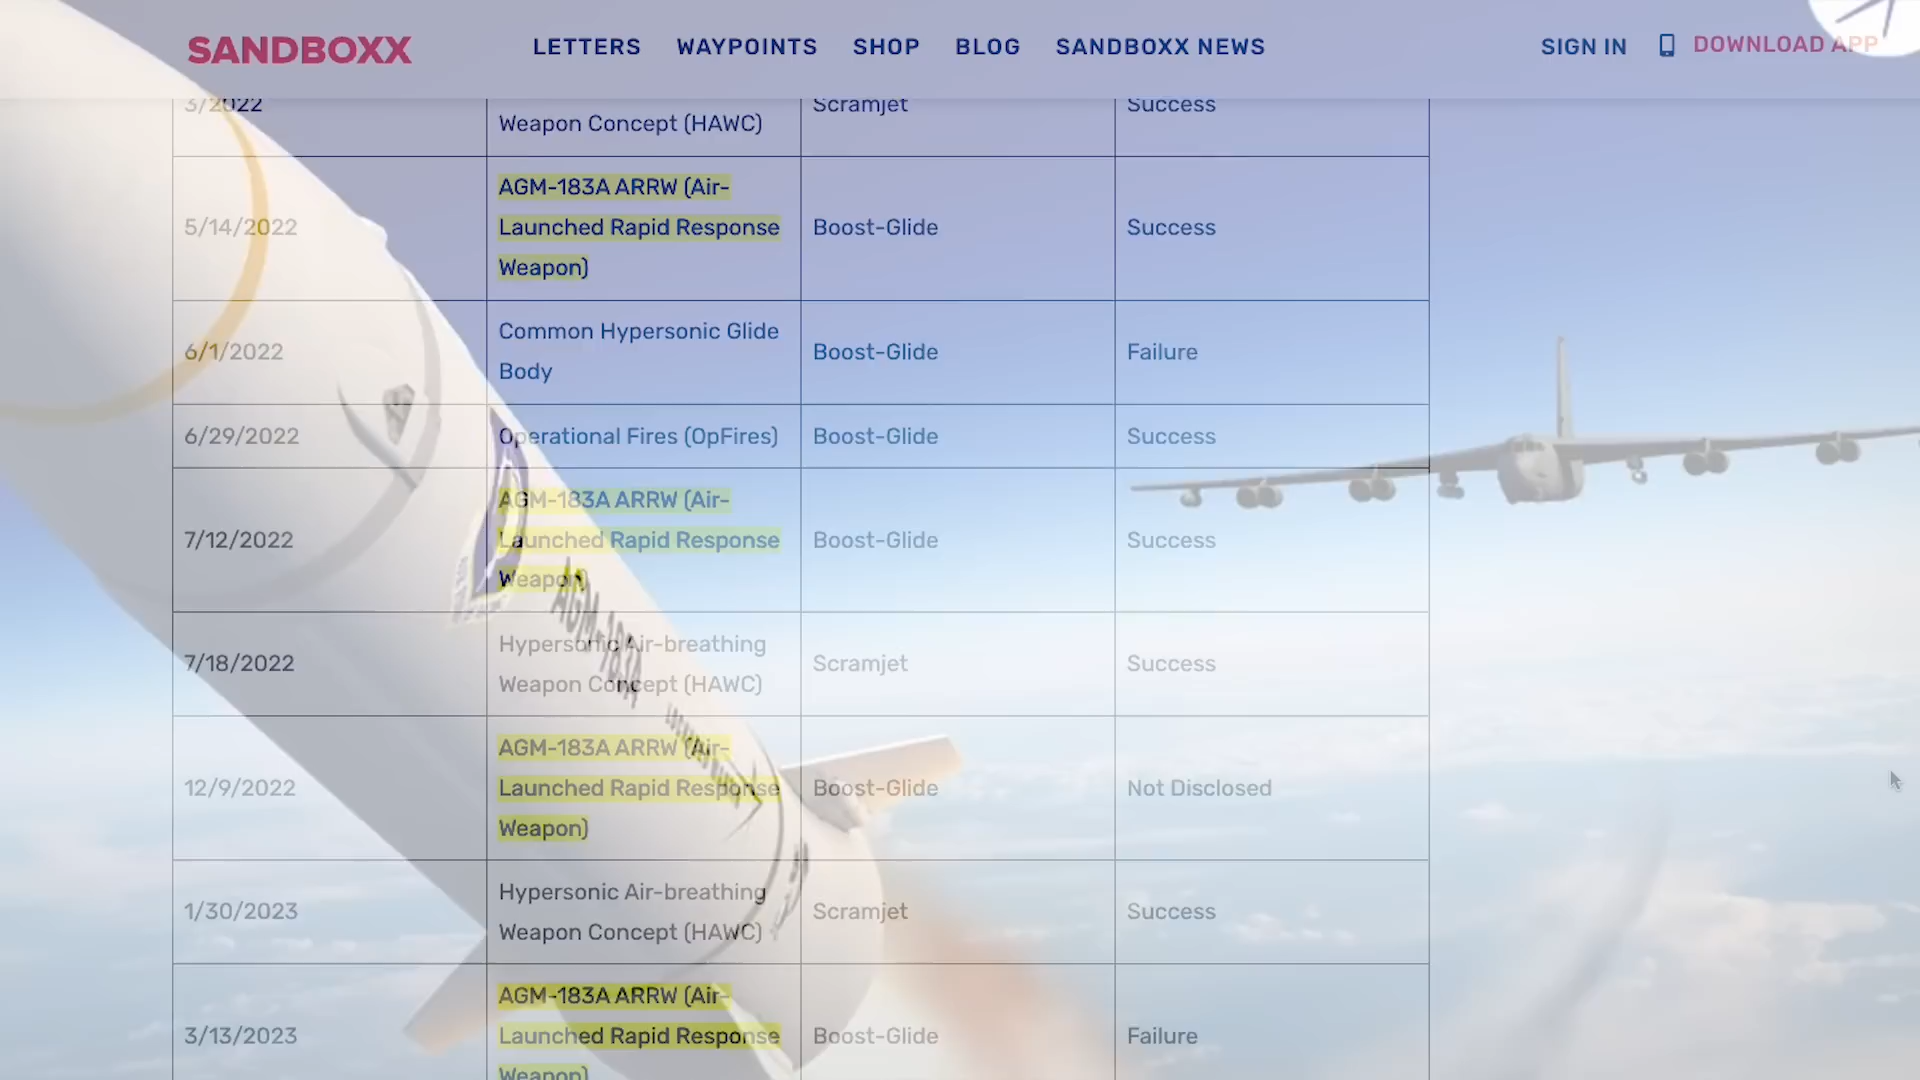 SANDBOXX
LETTERS WAYPOINTS SHOP BLOG SANDBOXX NEWS
SIGN IN DOWNLOAD APP
3/2022 Weapon Concept (HAWC) Scramjet Success
5/14/2022
AGM-183A ARRW (Air-
Launched Rapid Response
Weapon)
Boost-Glide
Success
6/1/2022
Common Hypersonic Glide
Body
Boost-Glide
Failure
6/29/2022
Operational Fires (OpFires)
Boost-Glide
Success
7/12/2022
AGM-183A ARRW (Air-
Launched Rapid Response
Weapon)
Boost-Glide
Success
7/18/2022
Hypersonic Air-breathing
Weapon Concept (HAWC)
Scramjet
Success
12/9/2022
AGM-183A ARRW (Air-
Launched Rapid Response
Weapon)
Boost-Glide
Not Disclosed
1/30/2023
Hypersonic Air-breathing
Weapon Concept (HAWC)
Scramjet
Success
3/13/2023
AGM-183A ARRW (Air-
Launched Rapid Response
Weapon)
Boost-Glide
Failure
AGM-183A